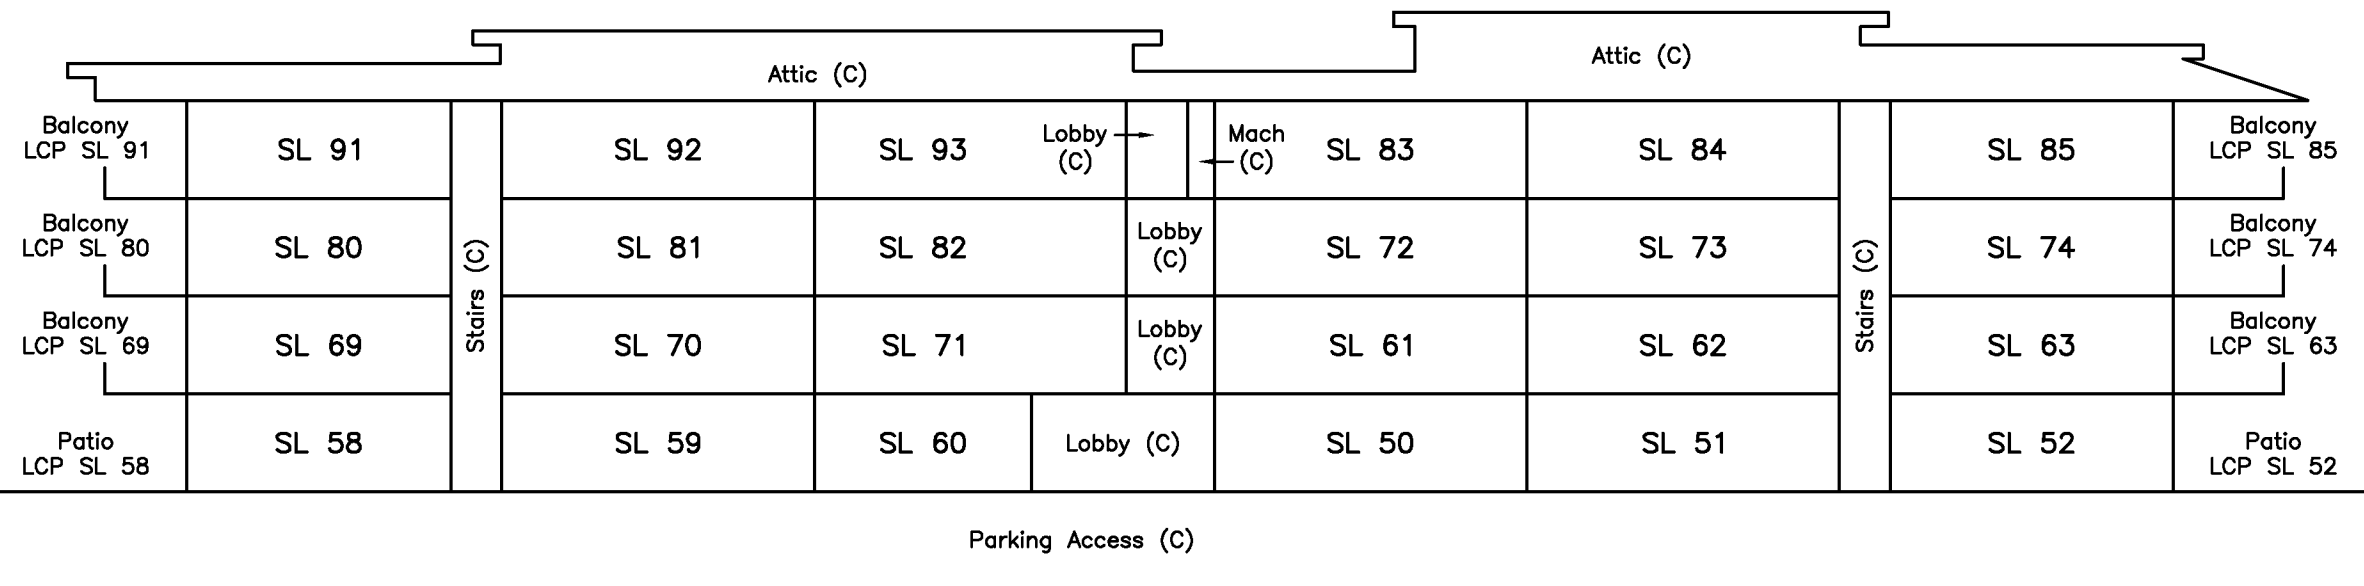 Attic (C)
Attic (C)
Balcony
LCP SL 91
SL 91
SL 92
SL 93
Lobby
(C)
Mach
(C)
SL 83
SL 84
SL 85
Balcony
LCP SL 85
Balcony
LCP SL 80
SL 80
Stairs (C)
SL 81
SL 82
Lobby
(C)
SL 72
SL 73
Stairs (C)
SL 74
Balcony
LCP SL 74
Balcony
LCP SL 69
SL 69
SL 70
SL 71
Lobby
(C)
SL 61
SL 62
SL 63
Balcony
LCP SL 63
Patio
LCP SL 58
SL 58
SL 59
SL 60
Lobby (C)
SL 50
SL 51
SL 52
Patio
LCP SL 52
Parking Access (C)